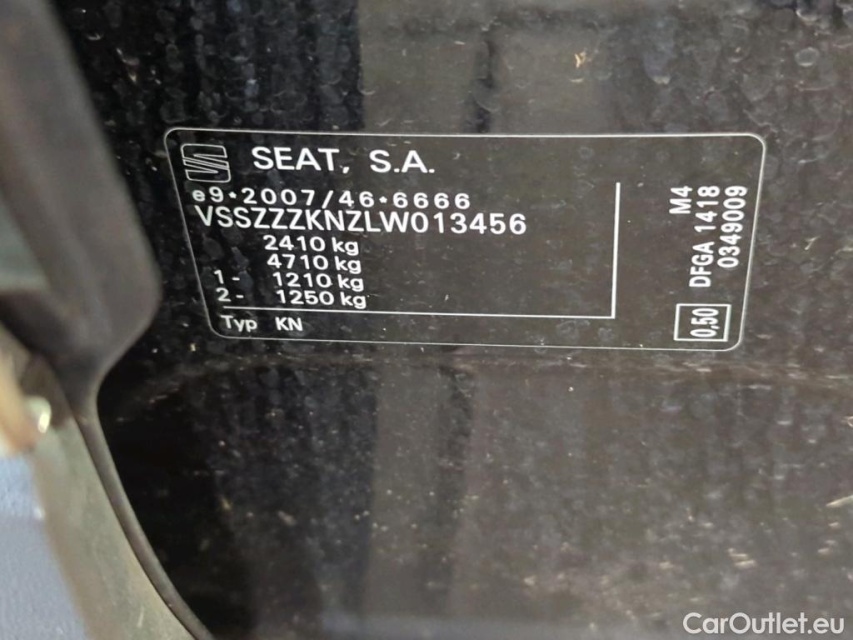 SEAT, S.A.
e9*2007/46*6666
VSSZZZKNZLW013456
2410 kg
4710 kg
1- 1210 kg
2- 1250 kg
Typ KN
M4
DFGA 1418
0349009
0,50
CarOutlet.eu